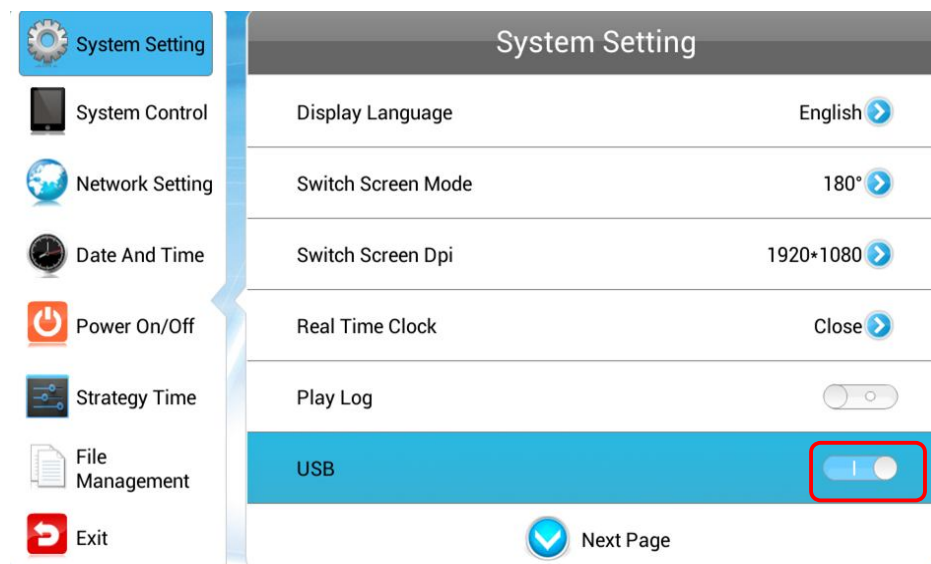 System Setting
System Control
Network Setting
Date And Time
Power On/Off
Strategy Time
File
Management
Exit
System Setting
Display Language English
Switch Screen Mode 180°
Switch Screen Dpi 1920*1080
Real Time Clock Close
Play Log
USB
Next Page